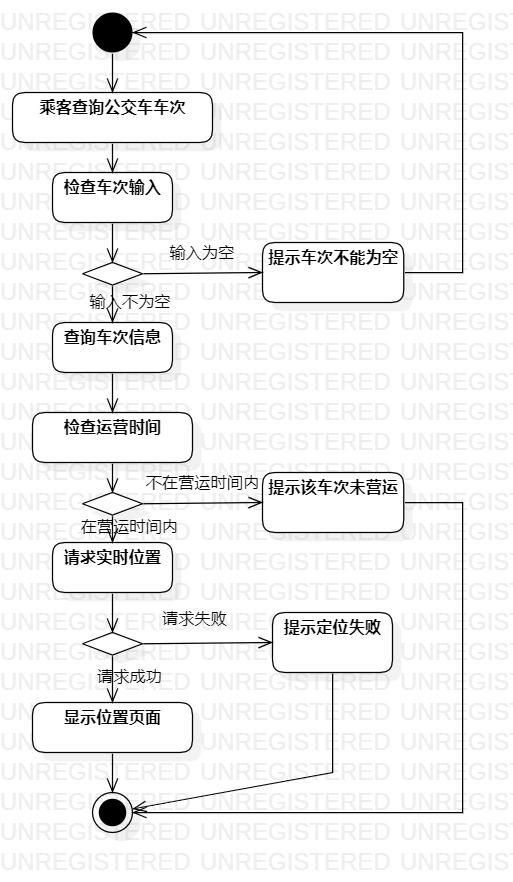 乘客查询公交车车次
检查车次输入
输入为空
提示车次不能为空
输入不为空
查询车次信息
检查运营时间
不在营运时间内
提示该车次未营运
在营运时间内
请求实时位置
请求失败
提示定位失败
请求成功
显示位置页面
UNREGISTERED